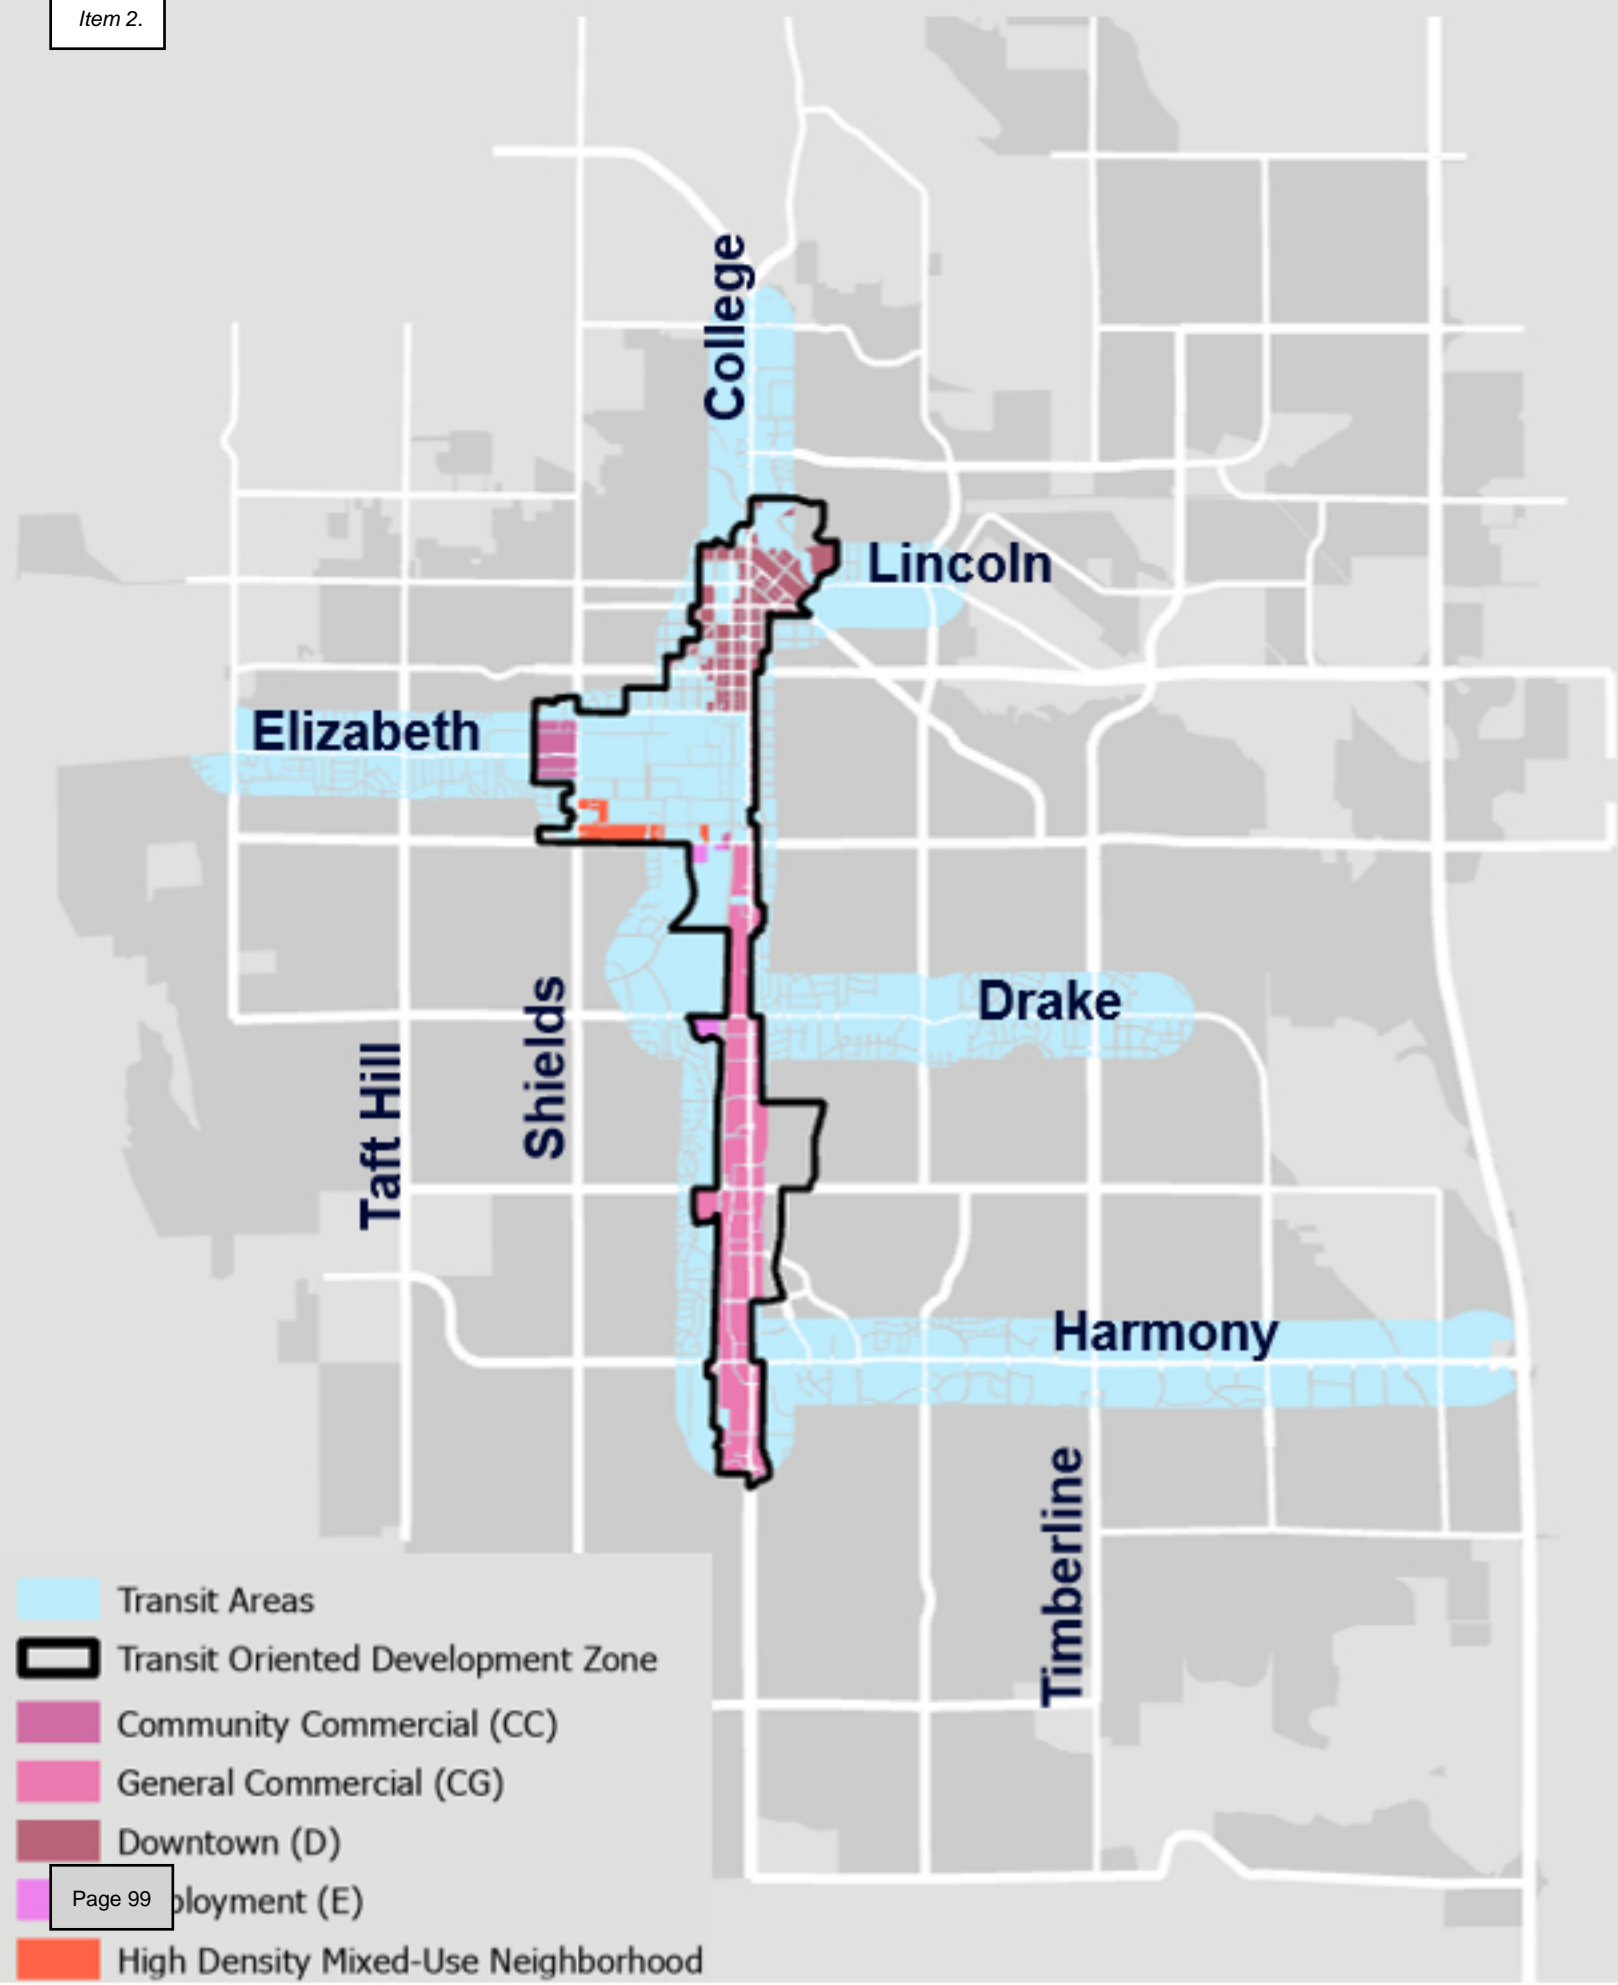 Item 2.
College
Lincoln
Elizabeth
Drake
Shields
Taft Hill
Harmony
Timberline
Transit Areas
Transit Oriented Development Zone
Community Commercial (CC)
General Commercial (CG)
Downtown (D)
Page 99
ployment (E)
High Density Mixed-Use Neighborhood